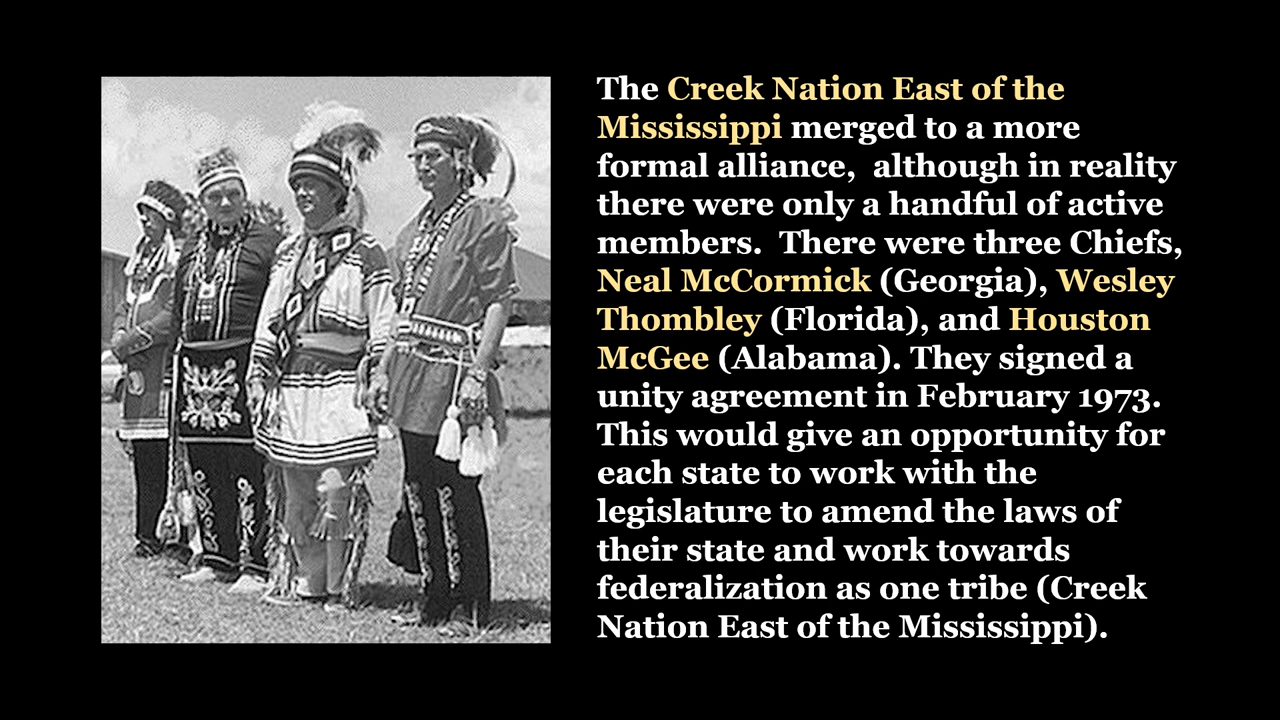 The Creek Nation East of the
Mississippi merged to a more
formal alliance,  although in reality
there were only a handful of active
members.  There were three Chiefs,
Neal McCormick (Georgia), Wesley
Thombley (Florida), and Houston
McGee (Alabama). They signed a
unity agreement in February 1973.
This would give an opportunity for
each state to work with the
legislature to amend the laws of
their state and work towards
federalization as one tribe (Creek
Nation East of the Mississippi).